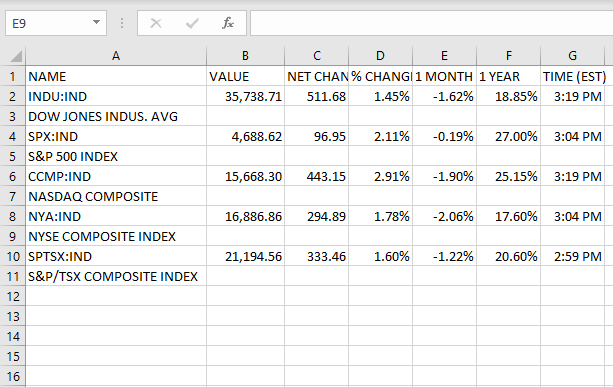 E9 fx
A B C D E F G
1 NAME VALUE NET CHAN % CHANG 1 MONTH 1 YEAR TIME (EST)
2 INDU:IND 35,738.71 511.68 1.45% -1.62% 18.85% 3:19 PM
3 DOW JONES INDUS. AVG
4 SPX:IND 4,688.62 96.95 2.11% -0.19% 27.00% 3:04 PM
5 S&P 500 INDEX
6 CCMP:IND 15,668.30 443.15 2.91% -1.90% 25.15% 3:19 PM
7 NASDAQ COMPOSITE
8 NYA:IND 16,886.86 294.89 1.78% -2.06% 17.60% 3:04 PM
9 NYSE COMPOSITE INDEX
10 SPTSX:IND 21,194.56 333.46 1.60% -1.22% 20.60% 2:59 PM
11 S&P/TSX COMPOSITE INDEX
12
13
14
15
16